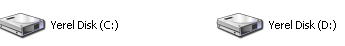 Yerel Disk (C:)
Yerel Disk (D:)